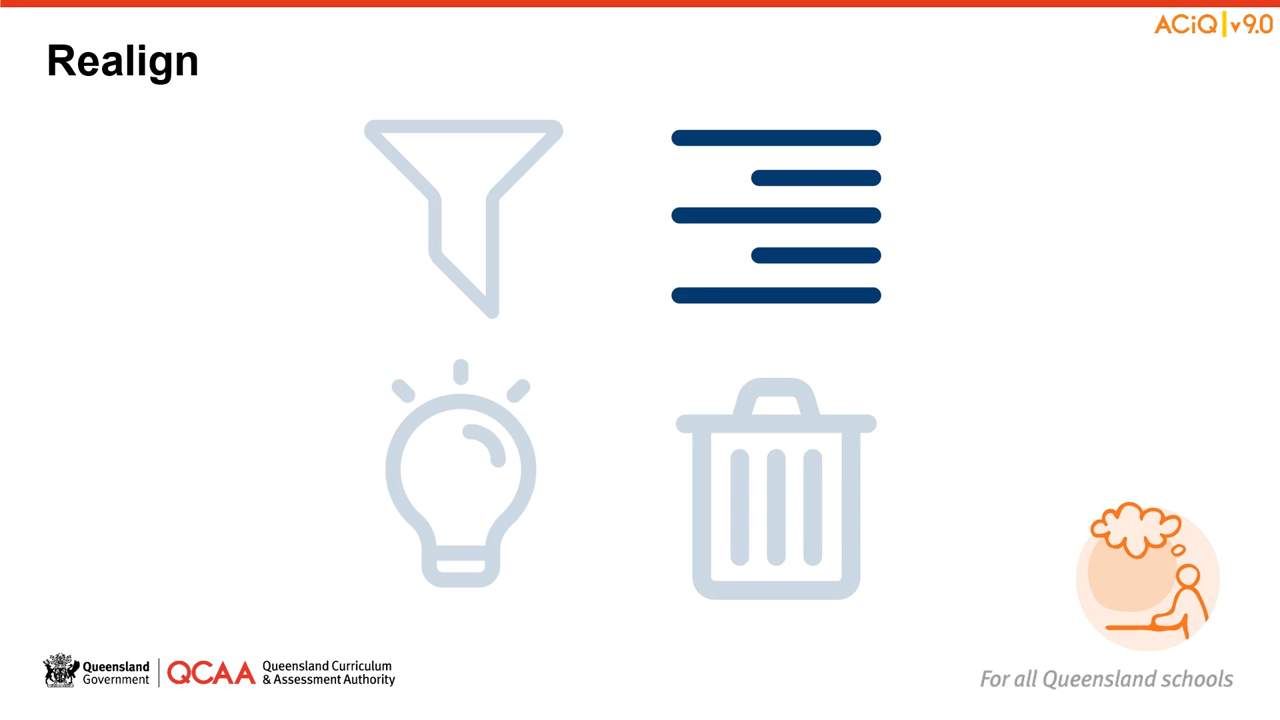 ACiQ v9.0
Realign
Queensland
Government
QCAA
Queensland Curriculum
& Assessment Authority
For all Queensland schools